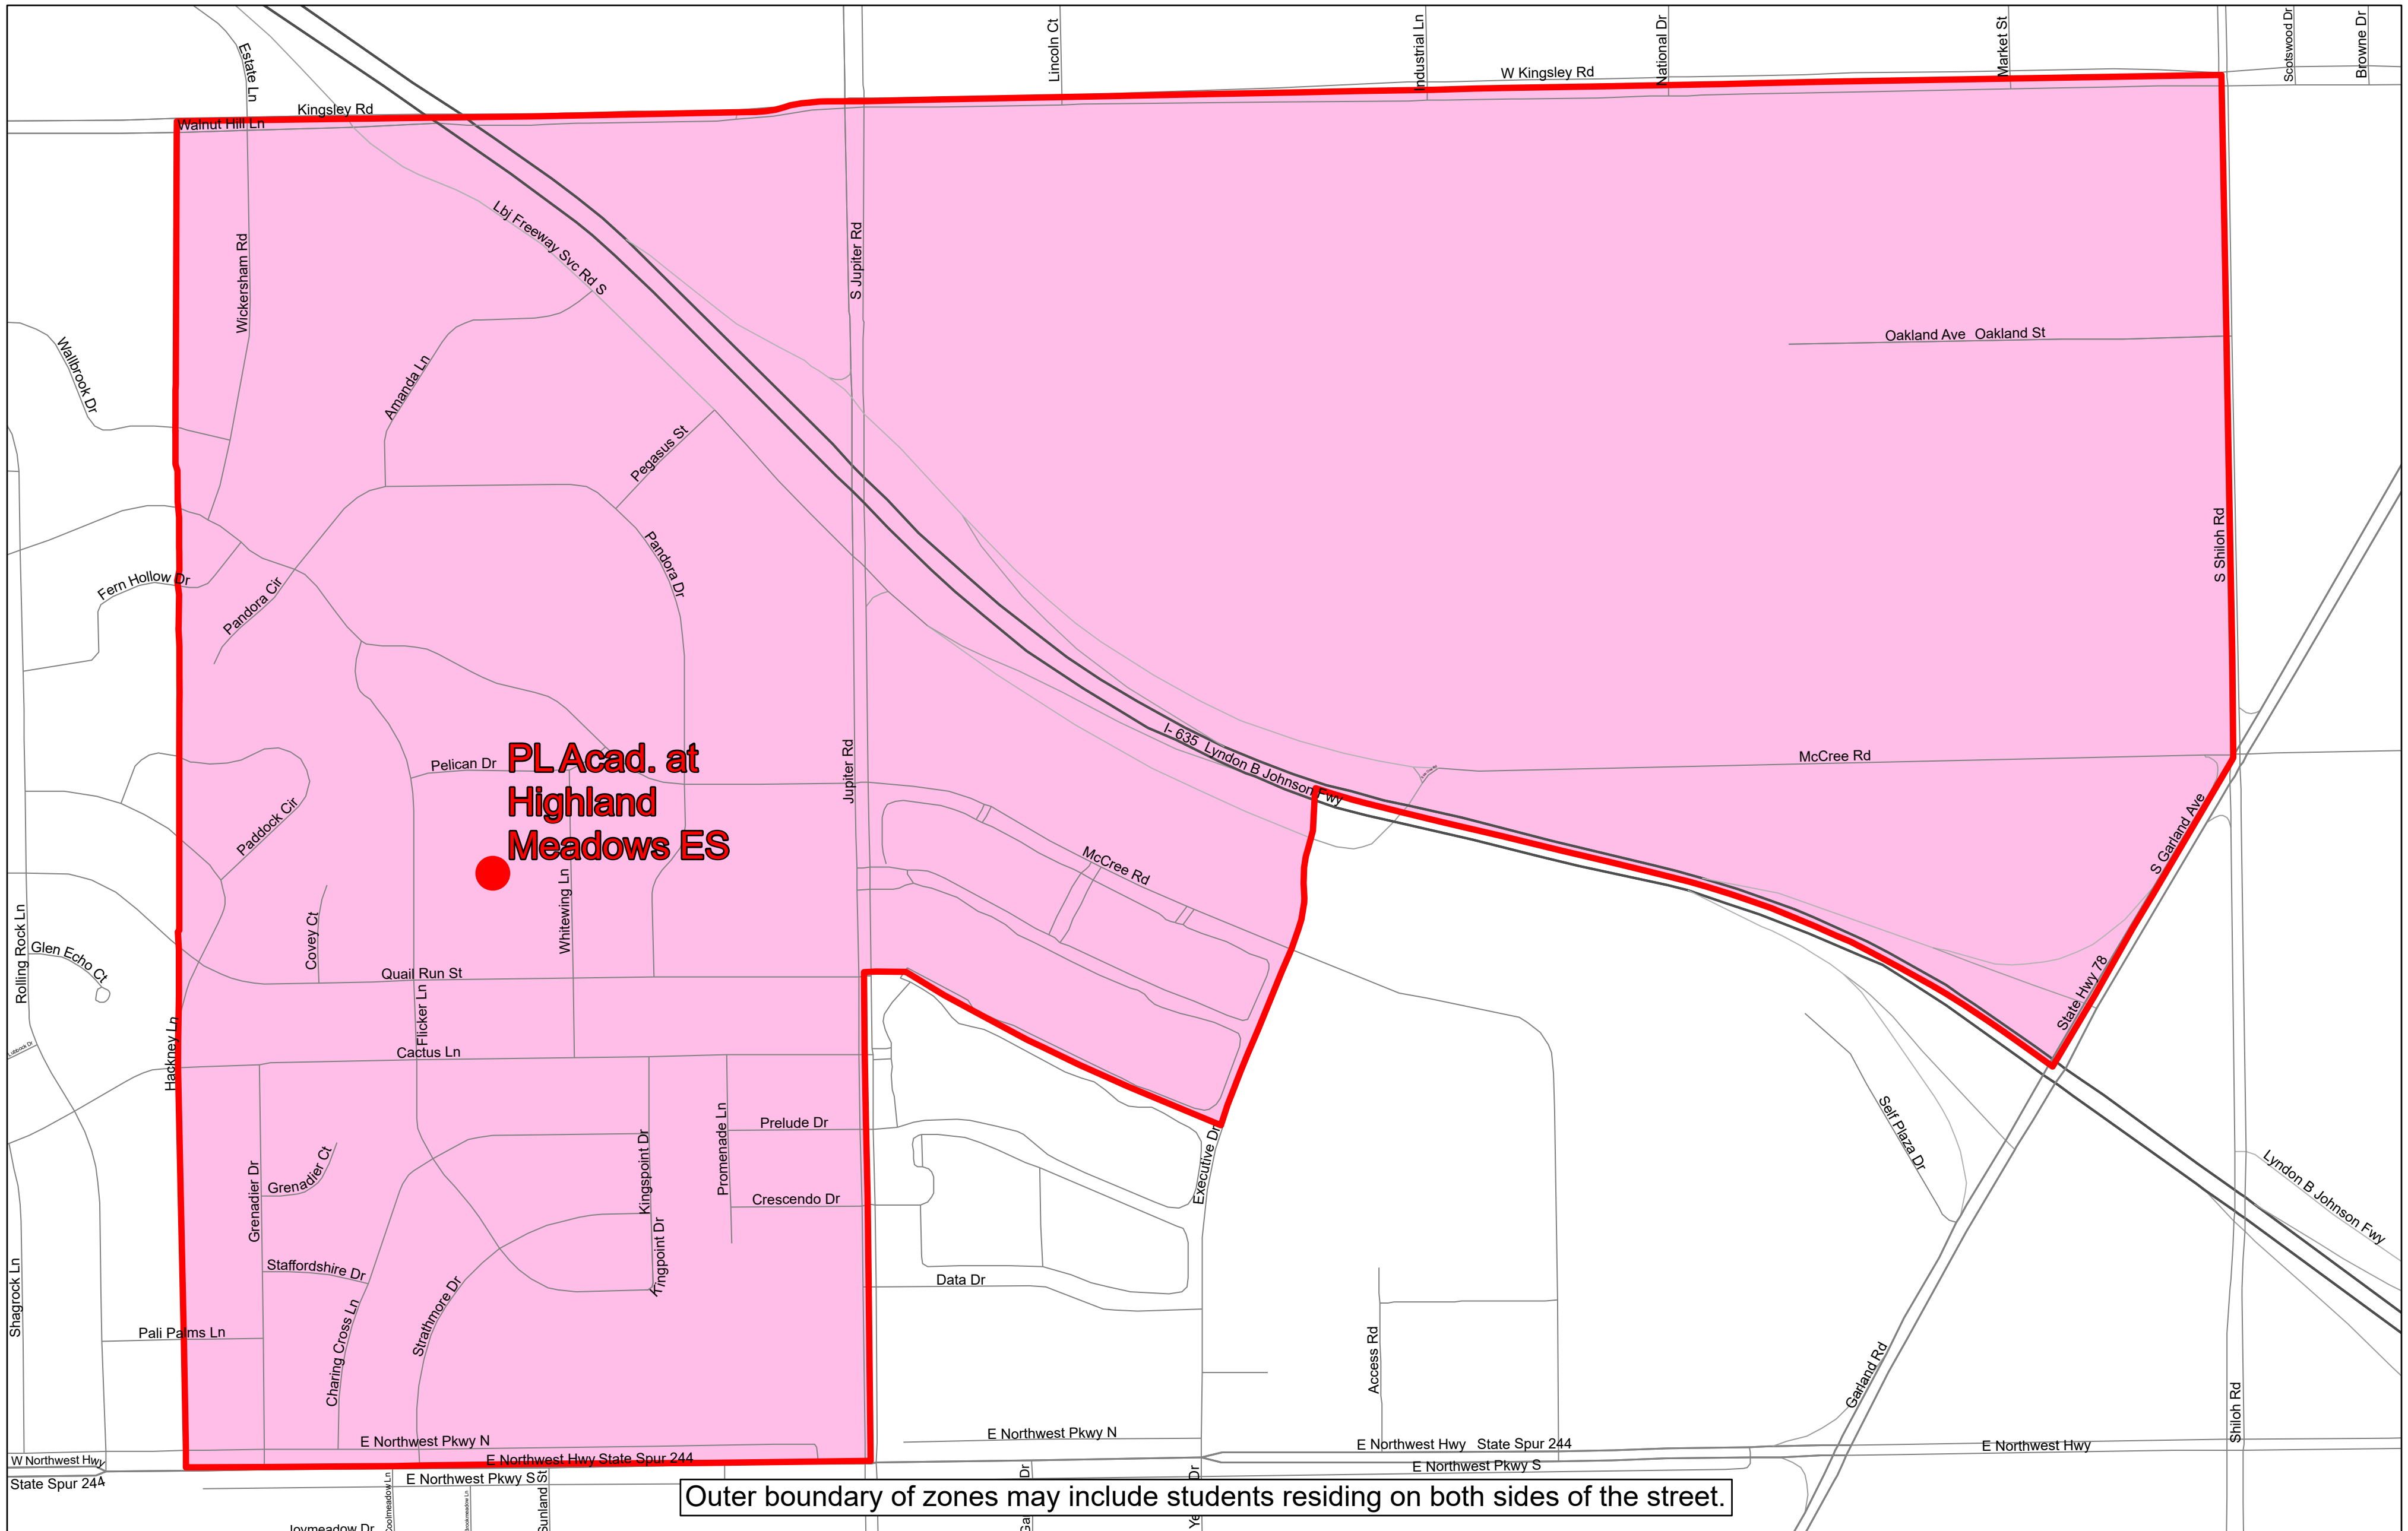 Lincoln Ct
Industrial Ln
National Dr
Market St
Scotswood Dr
Browne Dr
Estate Ln
W Kingsley Rd
Kingsley Rd
Walnut Hill Ln
Lbj Freeway Svc Rd S
S Jupiter Rd
Wickersham Rd
Oakland Ave Oakland St
Wallbrook Dr
Amanda Ln
Pegasus St
S Shiloh Rd
Pandora Dr
Fern Hollow Dr
Pandora Cir
I- 635 Lyndon B Johnson Fwy
McCree Rd
PL Acad. at
Highland
Meadows ES
Pelican Dr
Jupiter Rd
Paddock Cir
S Garland Ave
McCree Rd
Whitewing Ln
Rolling Rock Ln
Glen Echo Ct
Covey Ct
Quail Run St
Flicker Ln
State Hwy 78
Hackney Ln
Cactus Ln
Prelude Dr
Promenade Ln
Kingspoint Dr
Executive Dr
Self Plaza Dr
Grenadier Dr
Grenadier Ct
Crescendo Dr
Lyndon B Johnson Fwy
Kingpoint Dr
Staffordshire Dr
Data Dr
Shagrock Ln
Strathmore Dr
Charing Cross Ln
Pali Palms Ln
Access Rd
Garland Rd
Shiloh Rd
E Northwest Pkwy N
E Northwest Pkwy N
E Northwest Hwy State Spur 244
E Northwest Hwy
W Northwest Hwy
E Northwest Hwy State Spur 244
E Northwest Pkwy S
State Spur 244
E Northwest Pkwy S
Sunland St
Coolmeadow Ln
Brookmeadow Ln
Joymeadow Dr
Outer boundary of zones may include students residing on both sides of the street.